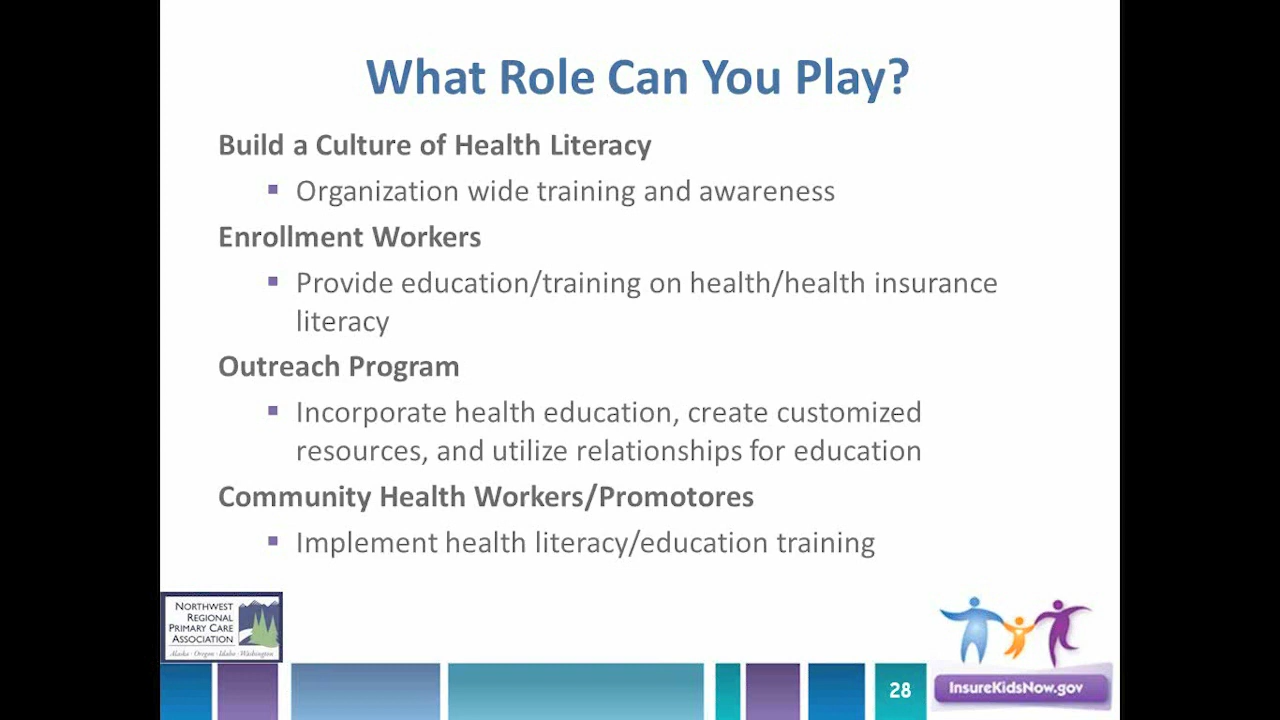 What Role Can You Play?
Build a Culture of Health Literacy
▪ Organization wide training and awareness
Enrollment Workers
▪ Provide education/training on health/health insurance
literacy
Outreach Program
▪ Incorporate health education, create customized
resources, and utilize relationships for education
Community Health Workers/Promotores
▪ Implement health literacy/education training
NORTHWEST
REGIONAL
PRIMARY CARE
ASSOCIATION
Alaska · Oregon · Idaho · Washington
28
InsureKidsNow.gov